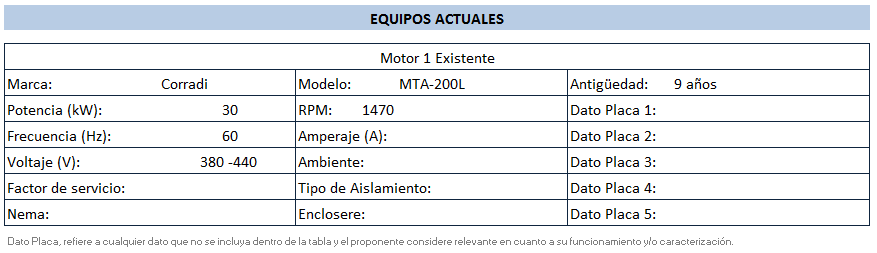 EQUIPOS ACTUALES
Motor 1 Existente
Marca: Corradi Modelo: MTA-200L Antigüedad: 9 años
Potencia (kW): 30 RPM: 1470 Dato Placa 1:
Frecuencia (Hz): 60 Amperaje (A): Dato Placa 2:
Voltaje (V): 380 -440 Ambiente: Dato Placa 3:
Factor de servicio: Tipo de Aislamiento: Dato Placa 4:
Nema: Enclosere: Dato Placa 5:
Dato Placa, refiere a cualquier dato que no se incluya dentro de la tabla y el proponente considere relevante en cuanto a su funcionamiento y/o caracterización.